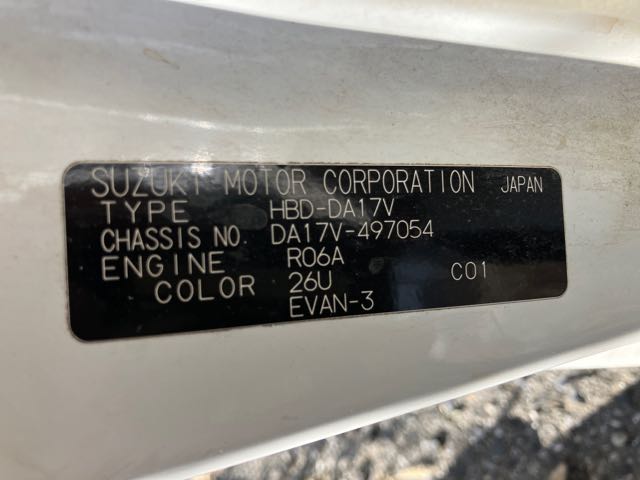 SUZUKI MOTOR CORPORATION JAPAN
TYPE HBD-DA17V
CHASSIS NO. DA17V-497054
ENGINE R06A
COLOR 26U C01
EVAN-3